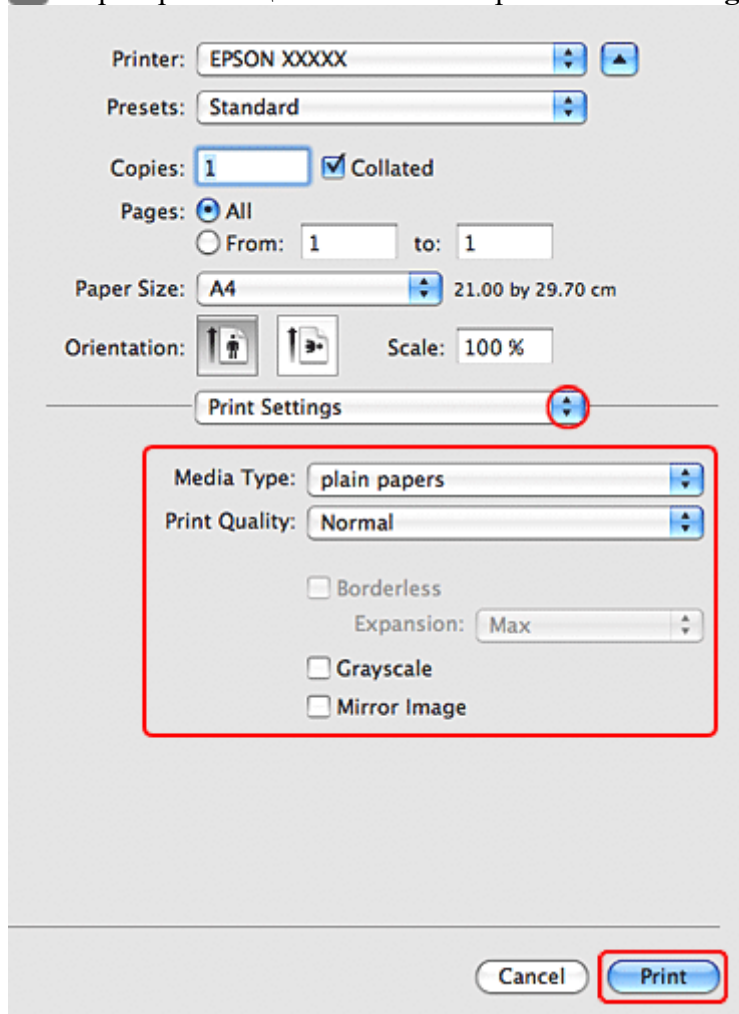 Printer: EPSON XXXXX
Presets: Standard
Copies: 1 Collated
Pages: All
From: 1 to: 1
Paper Size: A4 21.00 by 29.70 cm
Orientation: Scale: 100 %
Print Settings
Media Type: plain papers
Print Quality: Normal
Borderless
Expansion: Max
Grayscale
Mirror Image
Cancel Print